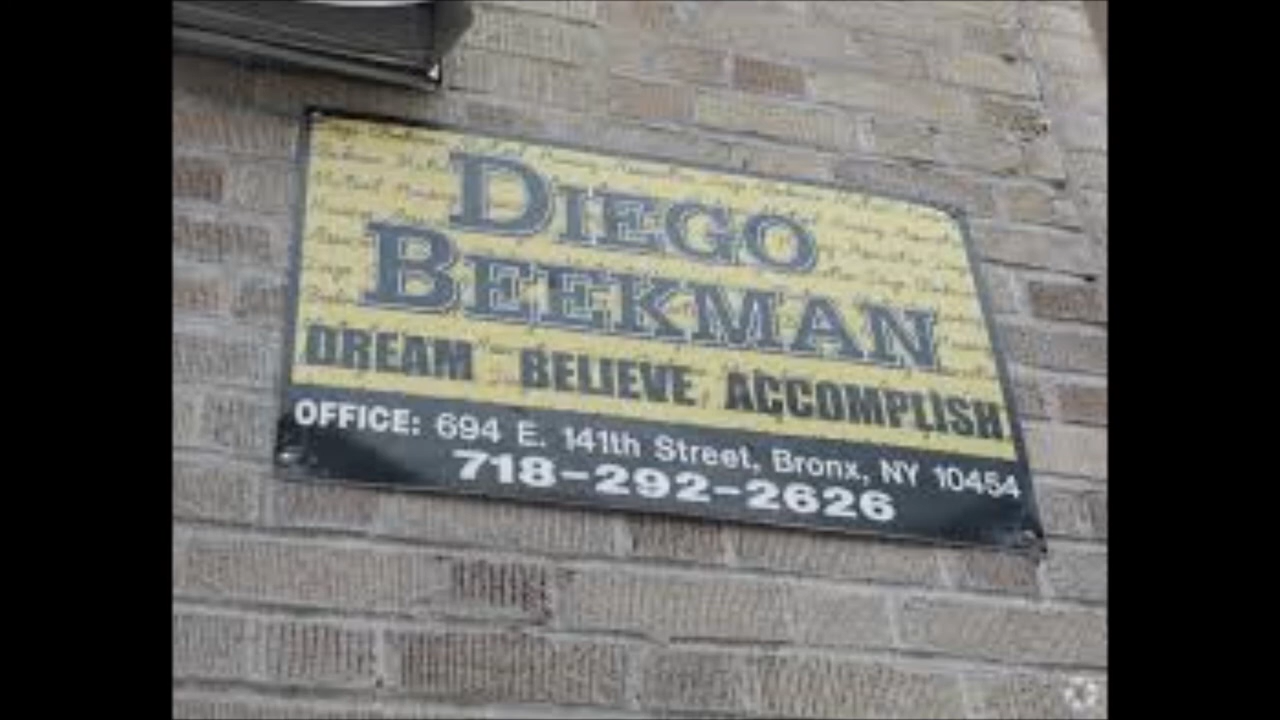 DIEGO
BEEKMAN
DREAM BELIEVE ACCOMPLISH
OFFICE: 694 E. 141th Street, Bronx, NY 10454
718-292-2626